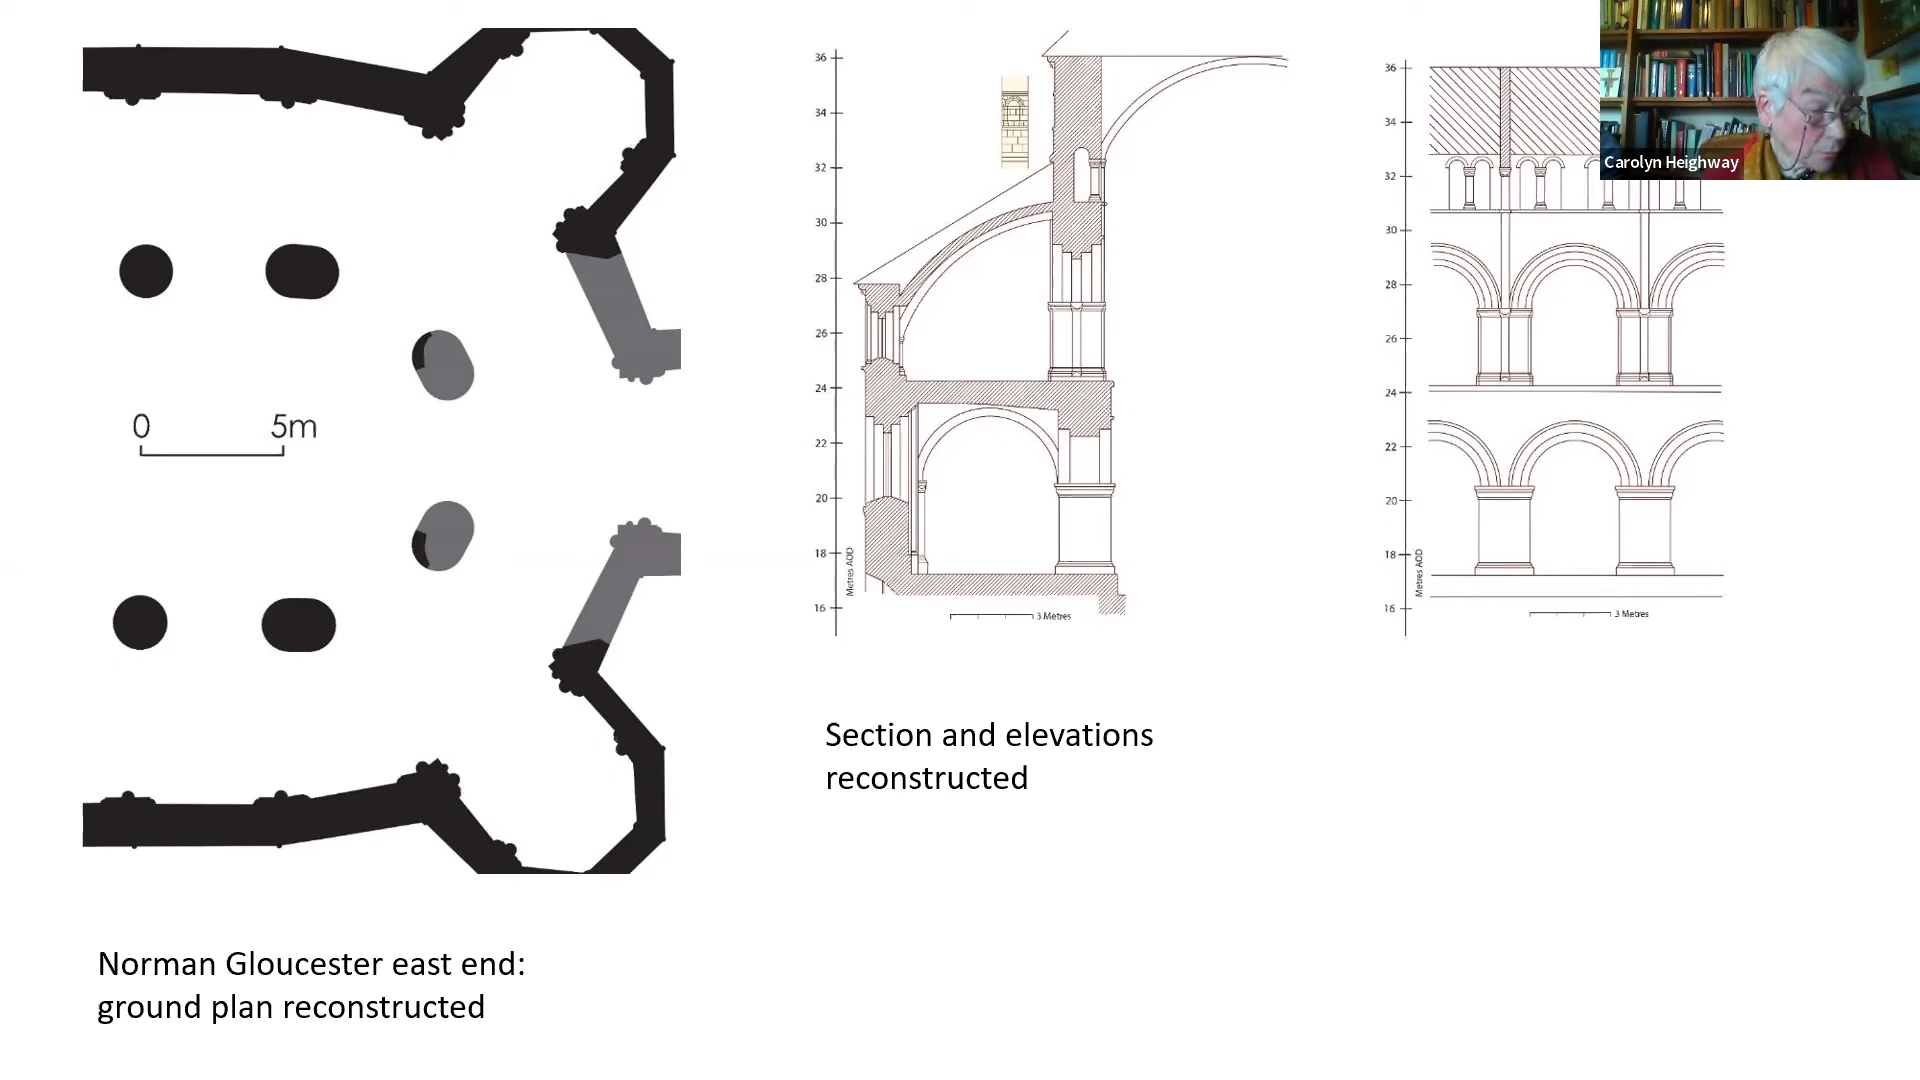 Carolyn Heighway
0 5m
36
34
32
30
28
26
24
22
20
18
16
Metres AOD
3 Metres
36
34
32
30
28
26
24
22
20
18
16
Metres AOD
3 Metres
Section and elevations
reconstructed
Norman Gloucester east end:
ground plan reconstructed